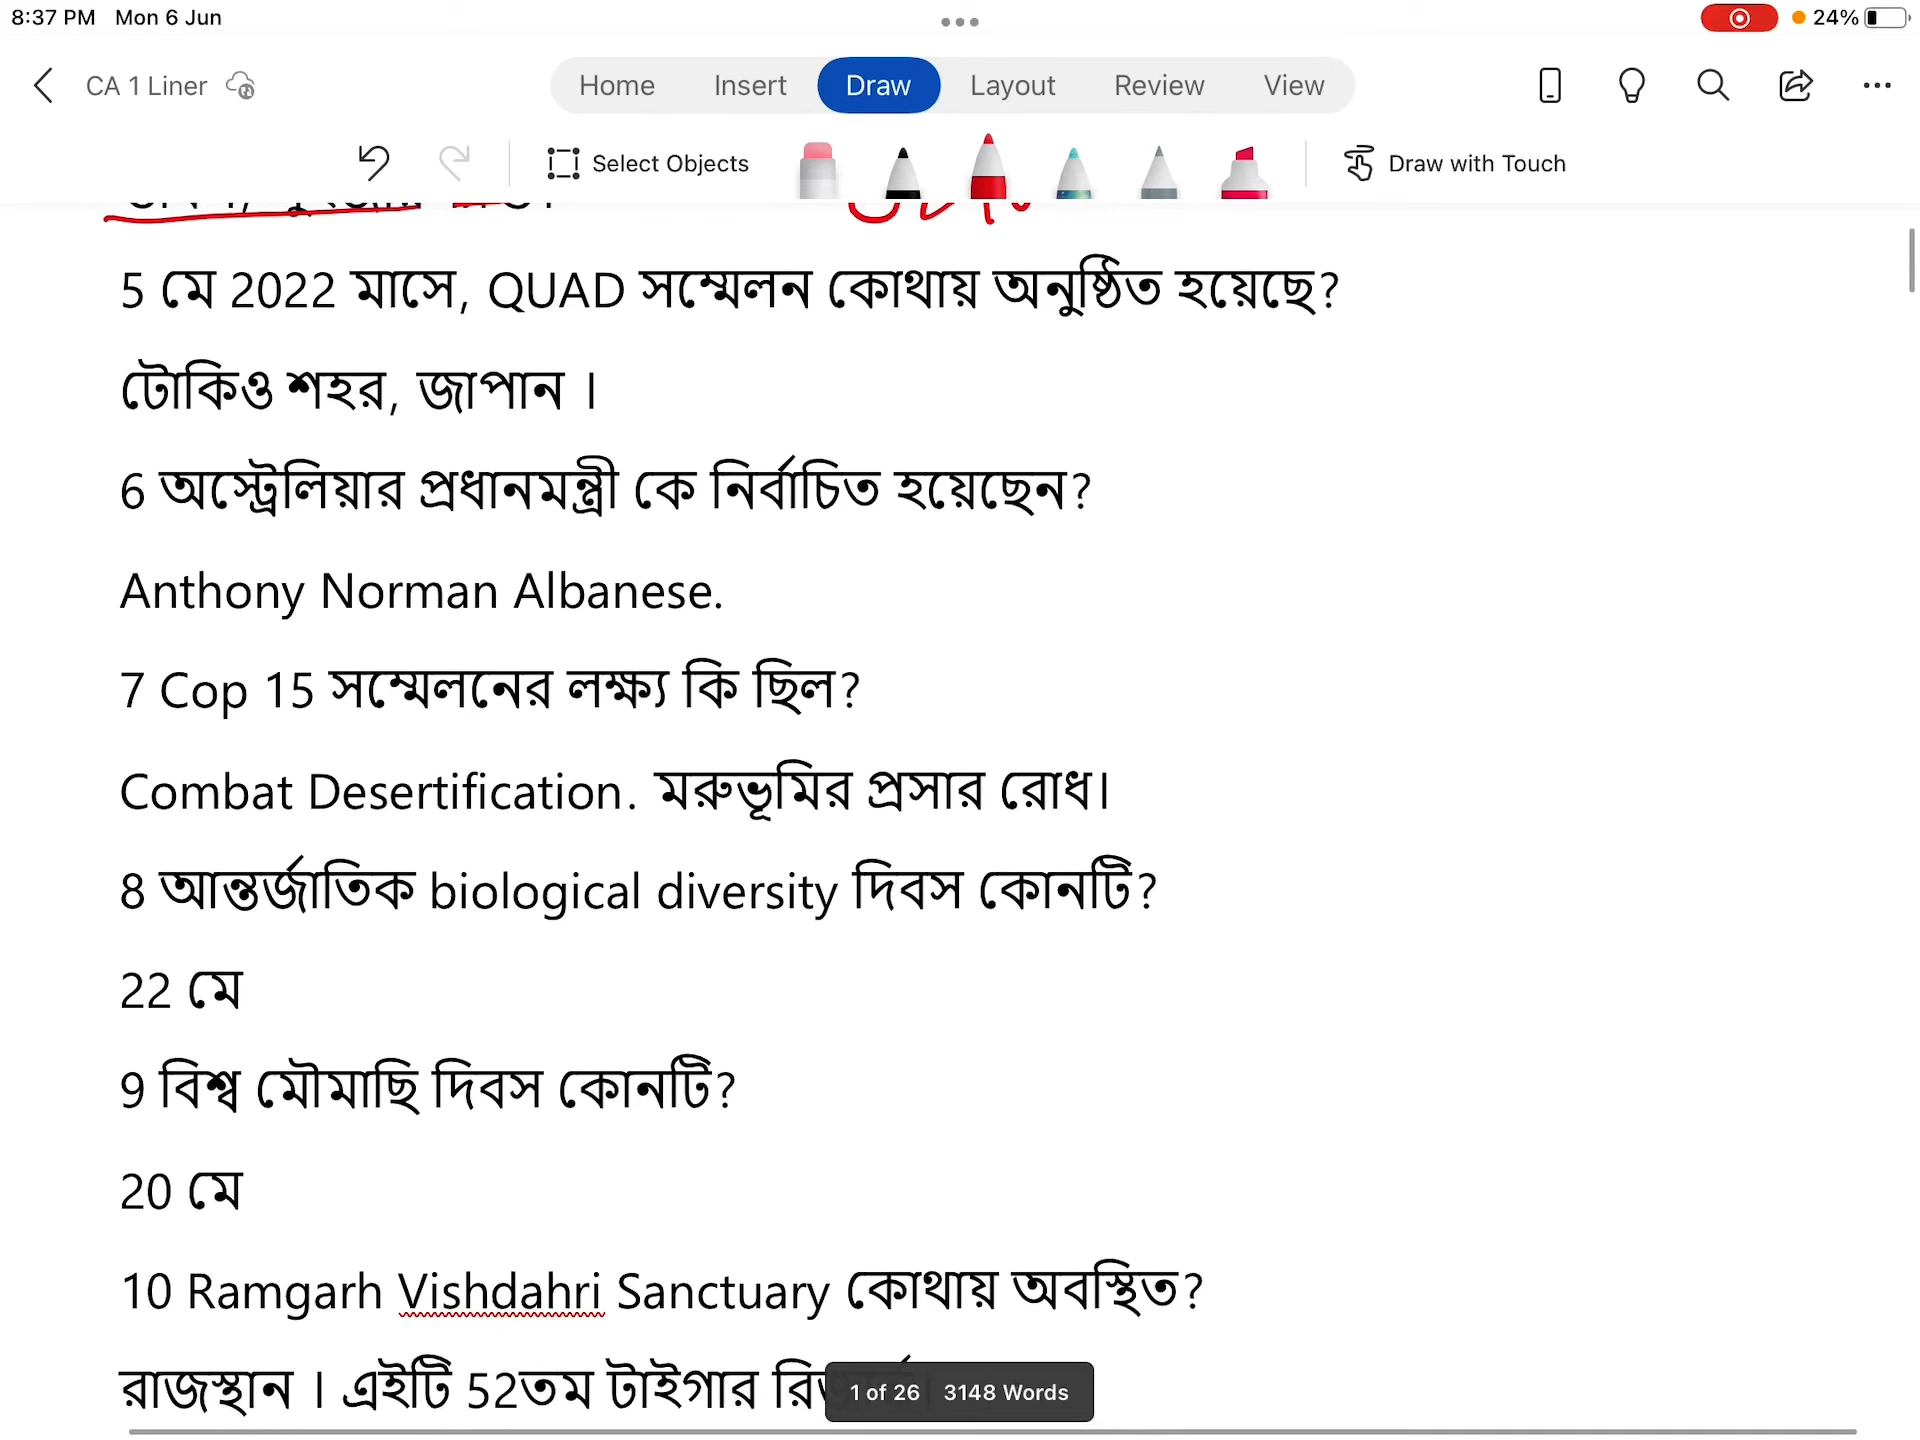 8:37 PM Mon 6 Jun
24%
CA 1 Liner
Home Insert Draw Layout Review View
Select Objects
Draw with Touch
5 মে 2022 মাসে, QUAD সম্মেলন কোথায় অনুষ্ঠিত হয়েছে?
টোকিও শহর, জাপান ।
6 অস্ট্রেলিয়ার প্রধানমন্ত্রী কে নির্বাচিত হয়েছেন?
Anthony Norman Albanese.
7 Cop 15 সম্মেলনের লক্ষ্য কি ছিল?
Combat Desertification. মরুভূমির প্রসার রোধ।
8 আন্তর্জাতিক biological diversity দিবস কোনটি?
22 মে
9 বিশ্ব মৌমাছি দিবস কোনটি?
20 মে
10 Ramgarh Vishdahri Sanctuary কোথায় অবস্থিত?
রাজস্থান । এইটি 52তম টাইগার
1 of 26 3148 Words